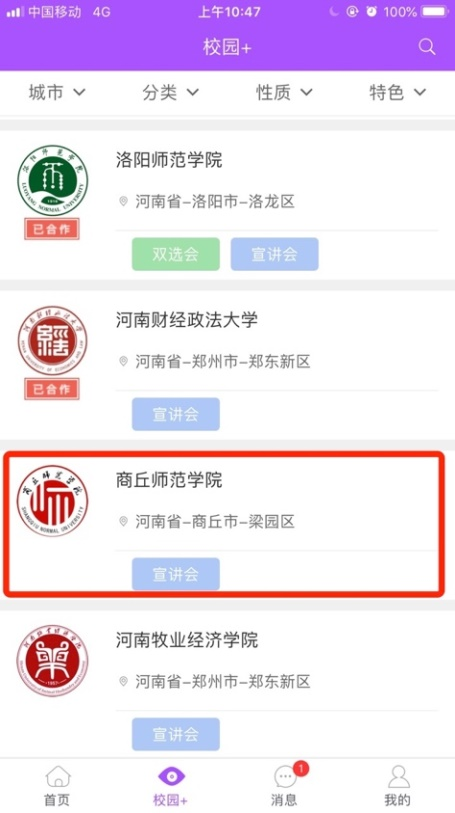 中国移动 4G 上午10:47 100%
校园+
城市 分类 性质 特色
洛阳师范学院
河南省-洛阳市-洛龙区
已合作
双选会 宣讲会
河南财经政法大学
河南省-郑州市-郑东新区
已合作
宣讲会
商丘师范学院
河南省-商丘市-梁园区
宣讲会
河南牧业经济学院
河南省-郑州市-郑东新区
宣讲会
1
首页 校园+ 消息 我的